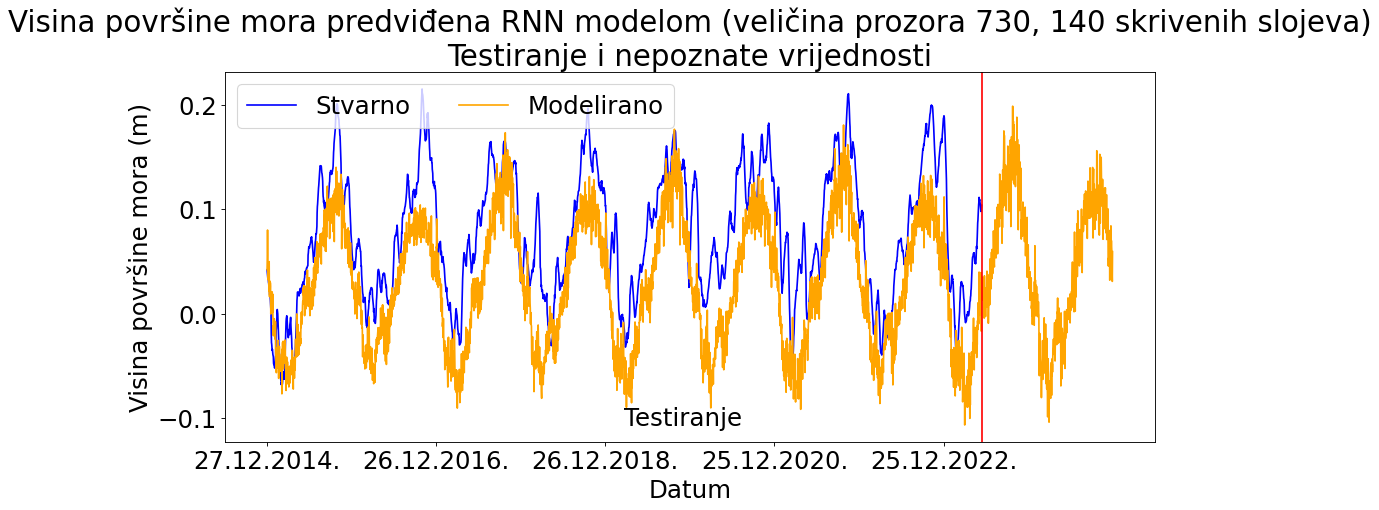 Visina površine mora predviđena RNN modelom (veličina prozora 730, 140 skrivenih slojeva)
Testiranje i nepoznate vrijednosti
Stvarno Modelirano
Visina površine mora (m)
0.2
0.1
0.0
−0.1
Testiranje
27.12.2014. 26.12.2016. 26.12.2018. 25.12.2020. 25.12.2022.
Datum